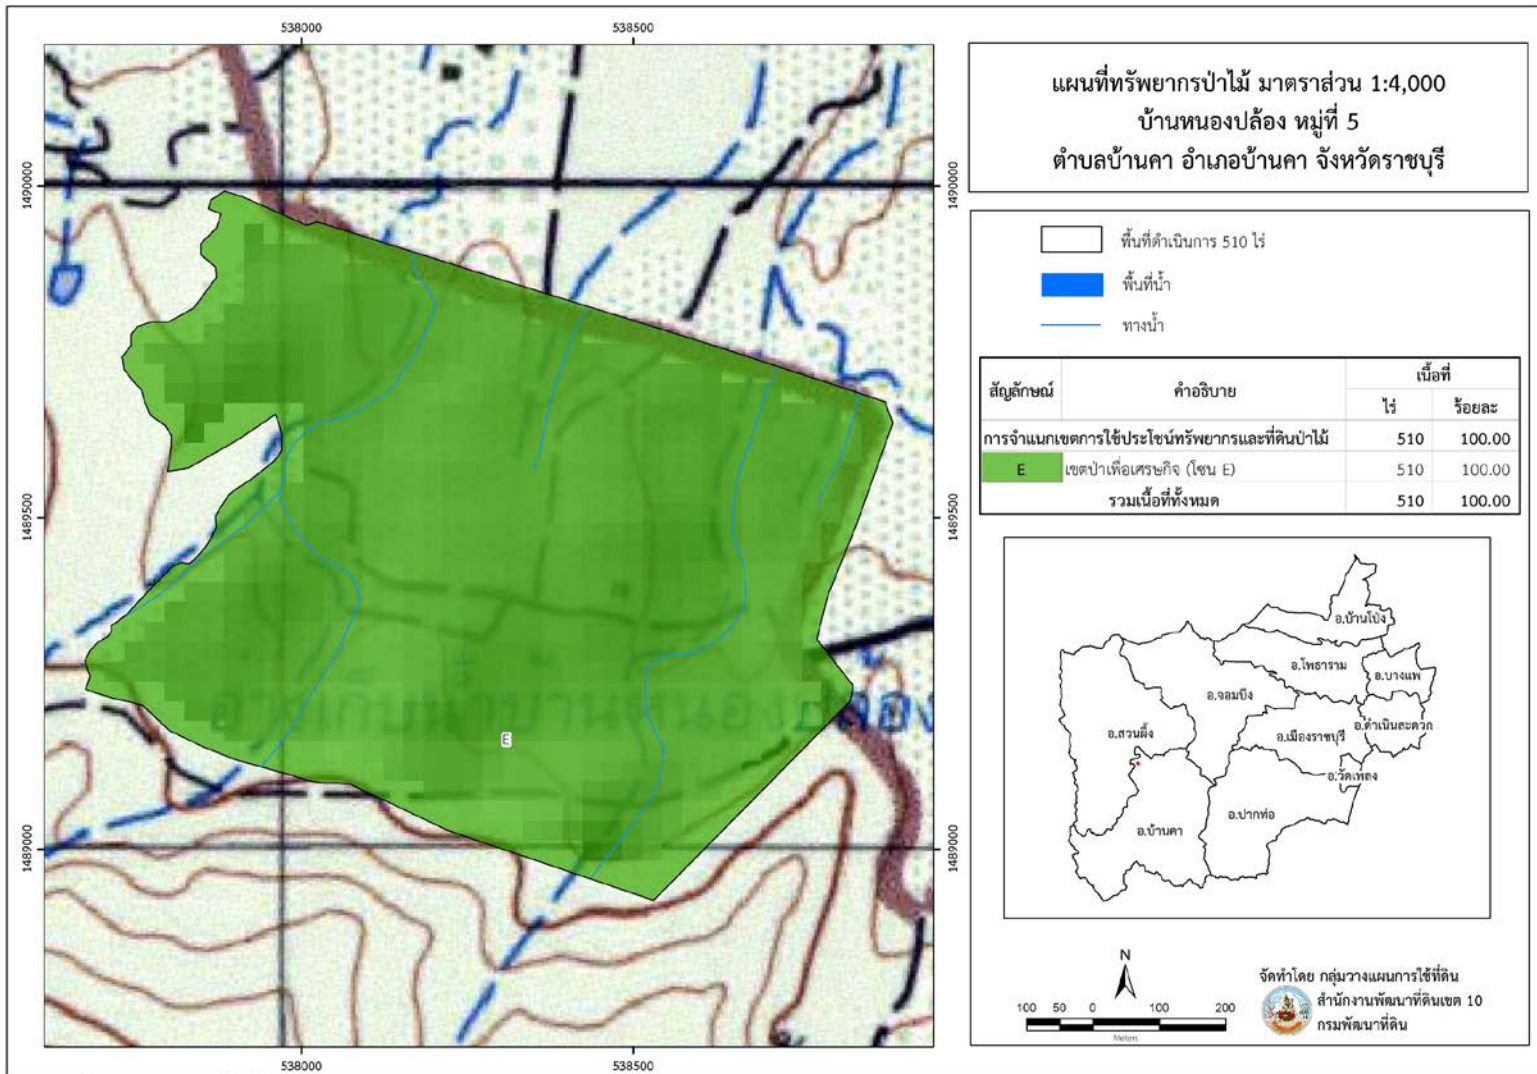 538000 538500
แผนที่ทรัพยากรป่าไม้ มาตราส่วน 1:4,000
บ้านหนองปล้อง หมู่ที่ 5
ตำบลบ้านคา อำเภอบ้านคา จังหวัดราชบุรี
1490000 1490000
1489500 1489500
1489000 1489000
E
538000 538500
พื้นที่ดำเนินการ 510 ไร่
พื้นที่น้ำ
ทางน้ำ
สัญลักษณ์ คำอธิบาย เนื้อที่
ไร่ ร้อยละ
การจำแนกเขตการใช้ประโชน์ทรัพยากรและที่ดินป่าไม้ 510 100.00
E เขตป่าเพื่อเศรษฐกิจ (โซน E) 510 100.00
รวมเนื้อที่ทั้งหมด 510 100.00
อ.บ้านโป่ง
อ.โพธาราม
อ.บางแพ
อ.จอมบึง
อ.ดำเนินสะดวก
อ.สวนผึ้ง
อ.เมืองราชบุรี
อ.วัดเพลง
อ.ปากท่อ
อ.บ้านคา
N
100 50 0 100 200
Meters
จัดทำโดย กลุ่มวางแผนการใช้ที่ดิน
สำนักงานพัฒนาที่ดินเขต 10
กรมพัฒนาที่ดิน